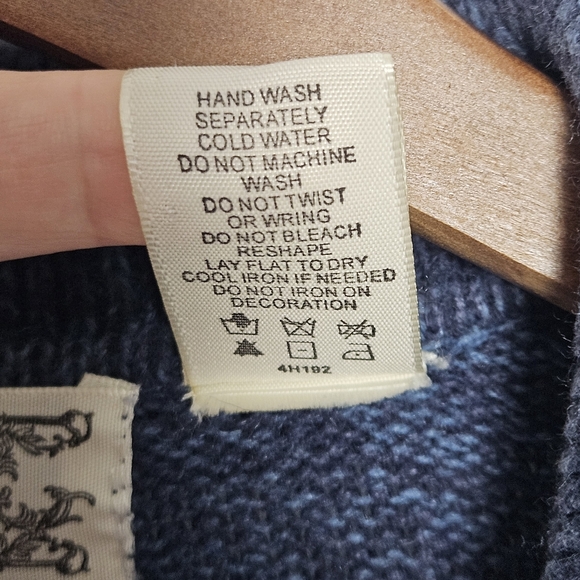 HAND WASH
SEPARATELY
COLD WATER
DO NOT MACHINE
WASH
DO NOT TWIST
OR WRING
DO NOT BLEACH
RESHAPE
LAY FLAT TO DRY
COOL IRON IF NEEDED
DO NOT IRON ON
DECORATION
4H192